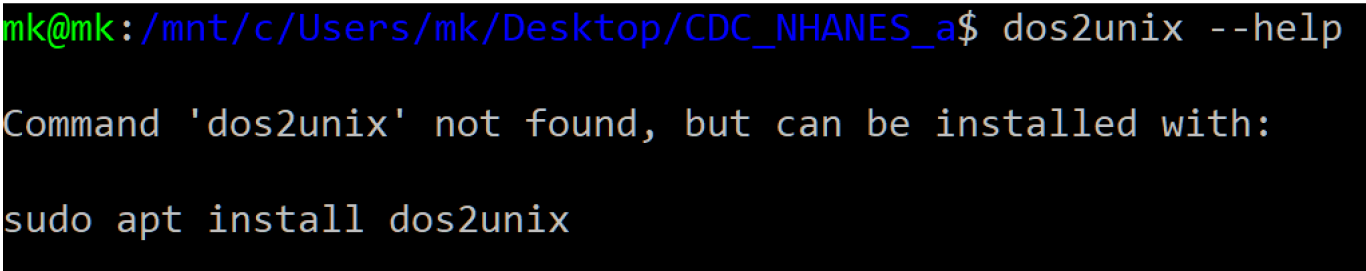 mk@mk:/mnt/c/Users/mk/Desktop/CDC_NHANES_a$ dos2unix --help
Command 'dos2unix' not found, but can be installed with:
sudo apt install dos2unix